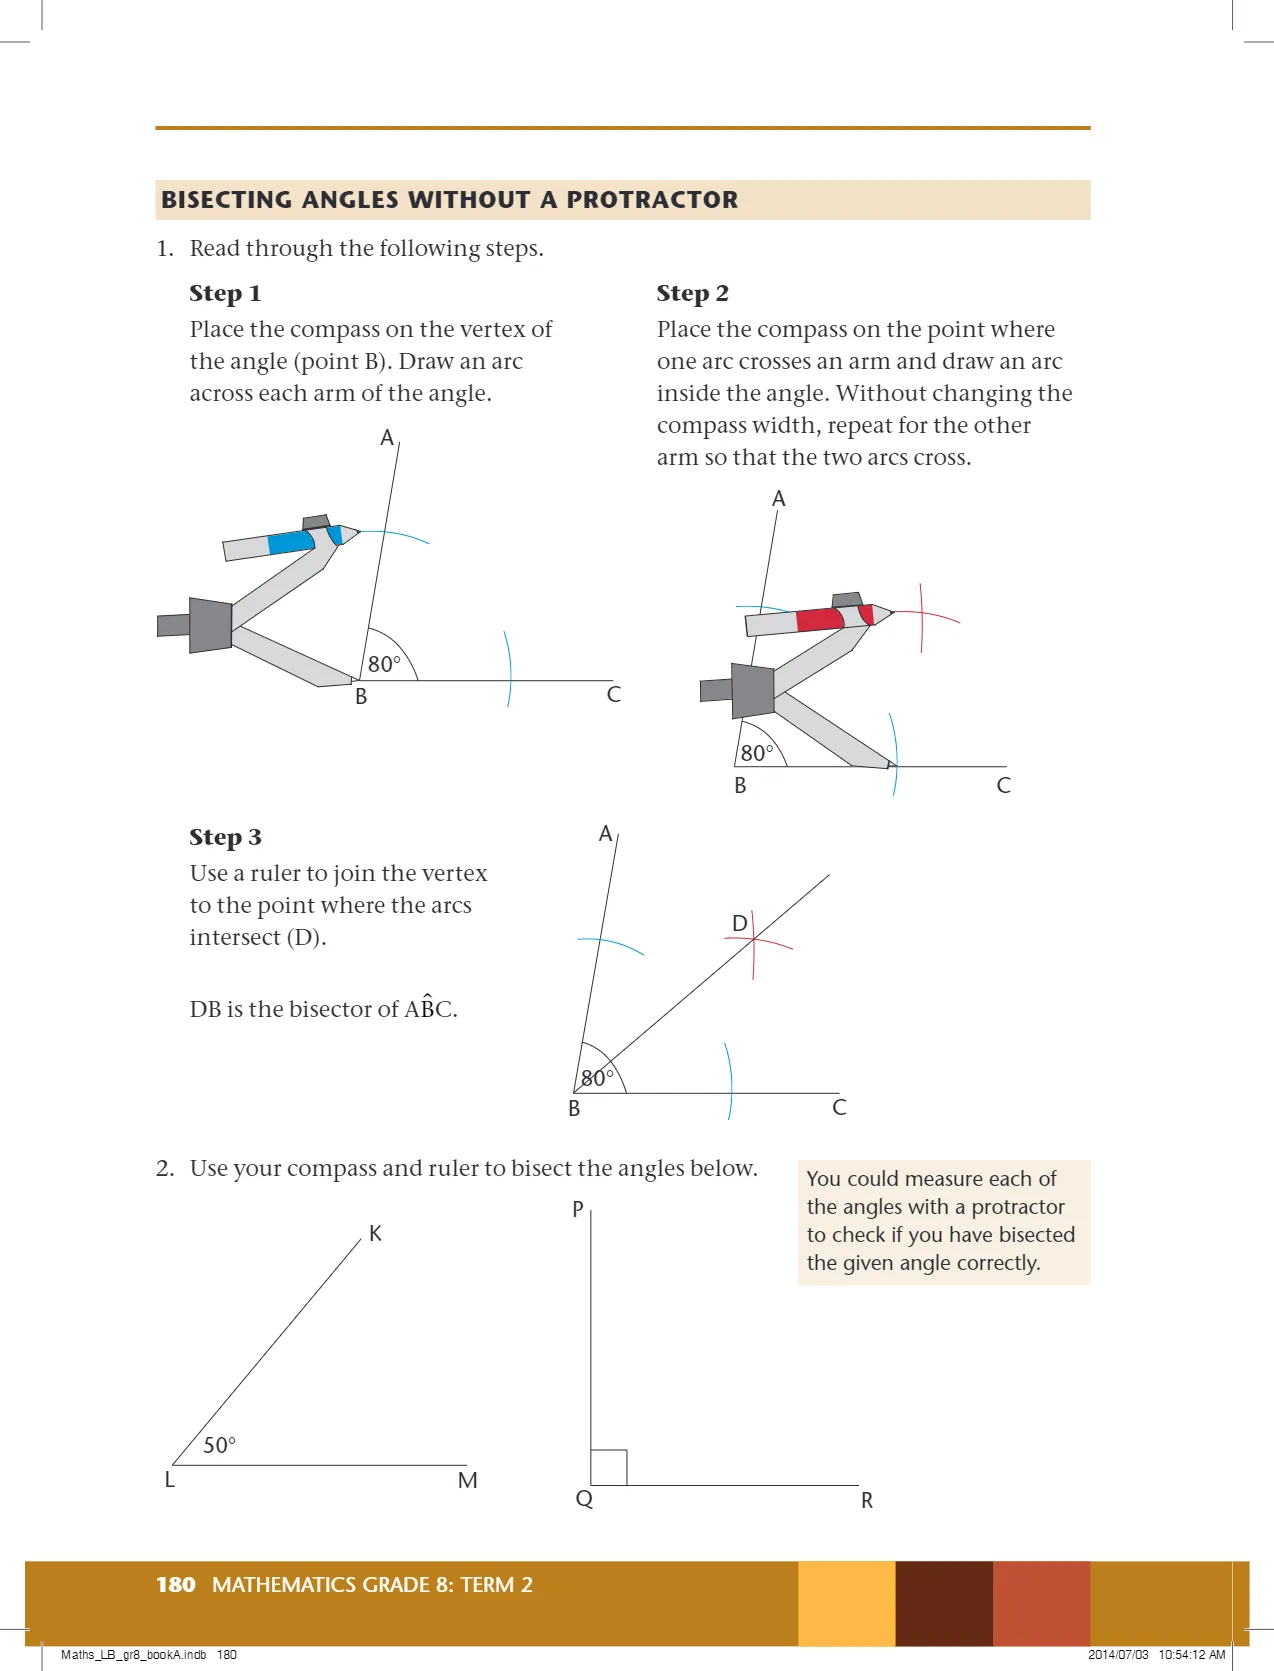 BISECTING ANGLES WITHOUT A PROTRACTOR
1. Read through the following steps.
Step 1
Place the compass on the vertex of
the angle (point B). Draw an arc
across each arm of the angle.
A
80°
B
C
Step 2
Place the compass on the point where
one arc crosses an arm and draw an arc
inside the angle. Without changing the
compass width, repeat for the other
arm so that the two arcs cross.
A
80°
B
C
Step 3
Use a ruler to join the vertex
to the point where the arcs
intersect (D).
DB is the bisector of AB̂C.
A
D
80°
B
C
2. Use your compass and ruler to bisect the angles below.
You could measure each of
the angles with a protractor
to check if you have bisected
the given angle correctly.
K
50°
L
M
P
Q
R
180 MATHEMATICS GRADE 8: TERM 2
Maths_LB_gr8_bookA.indb 180
2014/07/03 10:54:12 AM